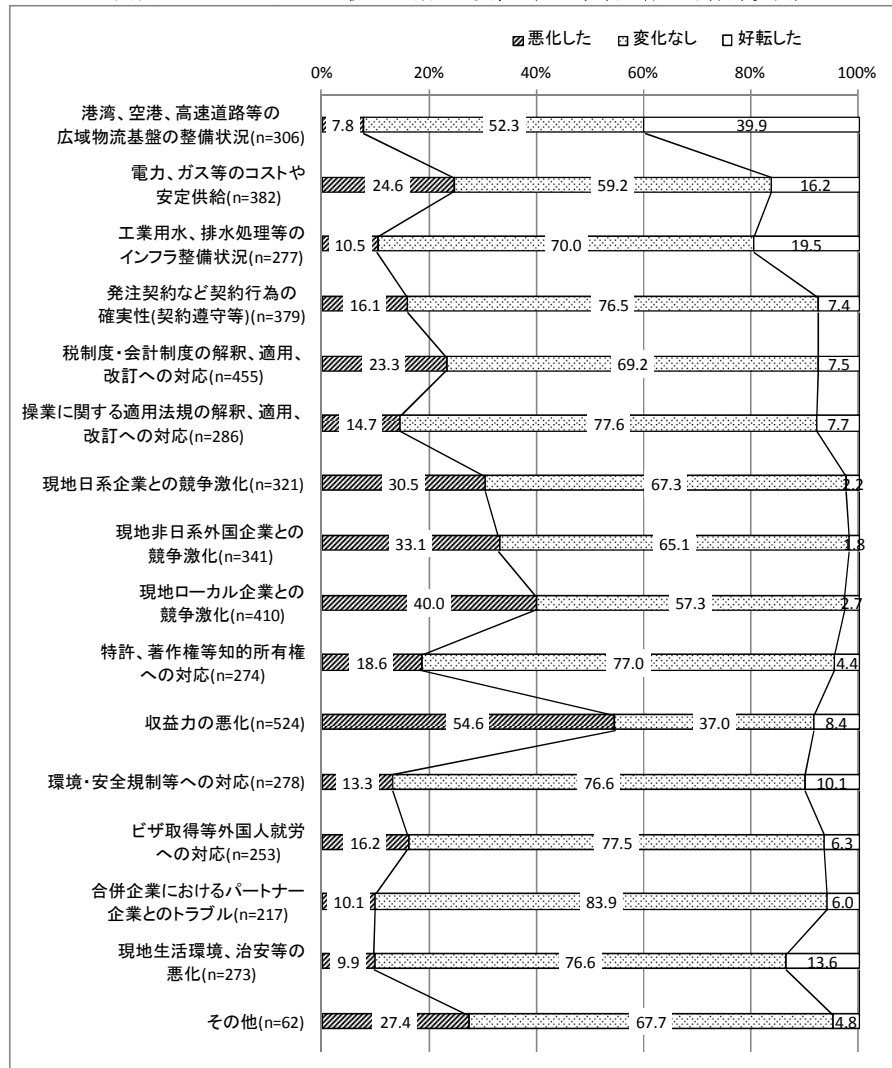 悪化した 変化なし 好転した
0% 20% 40% 60% 80% 100%
港湾、空港、高速道路等の
広域物流基盤の整備状況(n=306)
7.8 52.3 39.9
電力、ガス等のコストや
安定供給(n=382)
24.6 59.2 16.2
工業用水、排水処理等の
インフラ整備状況(n=277)
10.5 70.0 19.5
発注契約など契約行為の
確実性(契約遵守等)(n=379)
16.1 76.5 7.4
税制度・会計制度の解釈、適用、
改訂への対応(n=455)
23.3 69.2 7.5
操業に関する適用法規の解釈、適用、
改訂への対応(n=286)
14.7 77.6 7.7
現地日系企業との競争激化(n=321)
30.5 67.3 2.2
現地非日系外国企業との
競争激化(n=341)
33.1 65.1 1.8
現地ローカル企業との
競争激化(n=410)
40.0 57.3 2.7
特許、著作権等知的所有権
への対応(n=274)
18.6 77.0 4.4
収益力の悪化(n=524)
54.6 37.0 8.4
環境・安全規制等への対応(n=278)
13.3 76.6 10.1
ビザ取得等外国人就労
への対応(n=253)
16.2 77.5 6.3
合併企業におけるパートナー
企業とのトラブル(n=217)
10.1 83.9 6.0
現地生活環境、治安等の
悪化(n=273)
9.9 76.6 13.6
その他(n=62)
27.4 67.7 4.8